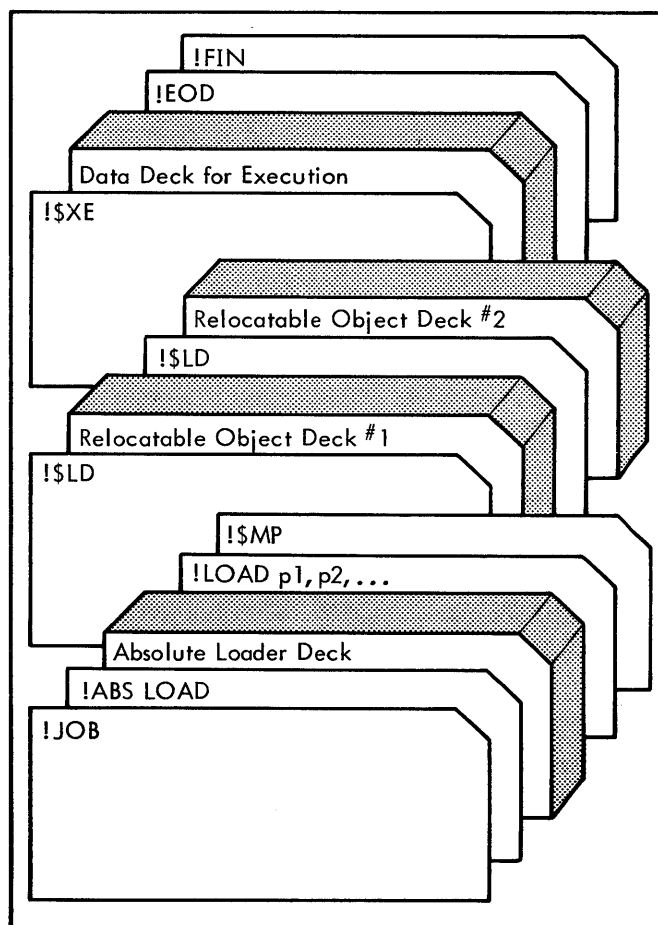 !FIN
!EOD
Data Deck for Execution
!$XE
Relocatable Object Deck #2
!$LD
Relocatable Object Deck #1
!$LD
!$MP
!LOAD p1, p2, ...
Absolute Loader Deck
!ABS LOAD
!JOB